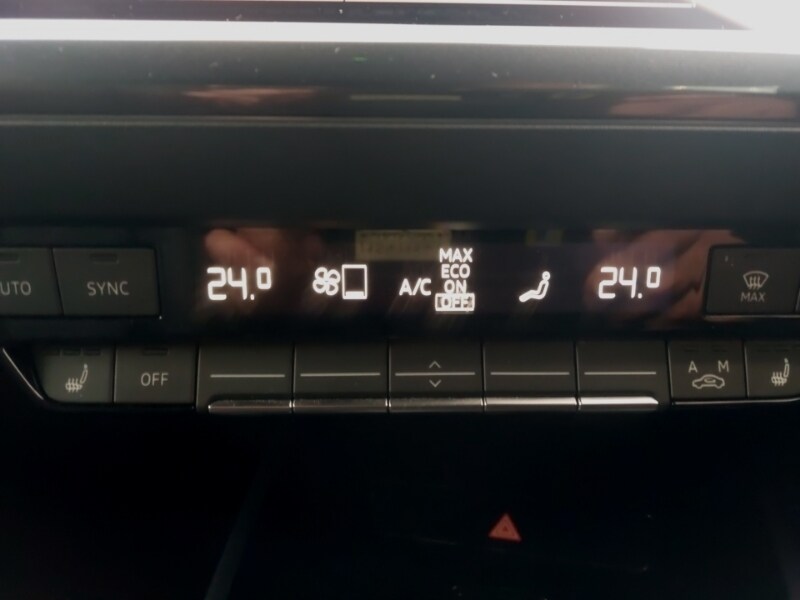 UTO
SYNC
24.0
A/C
MAX
ECO
ON
OFF
24.0
MAX
OFF
A M